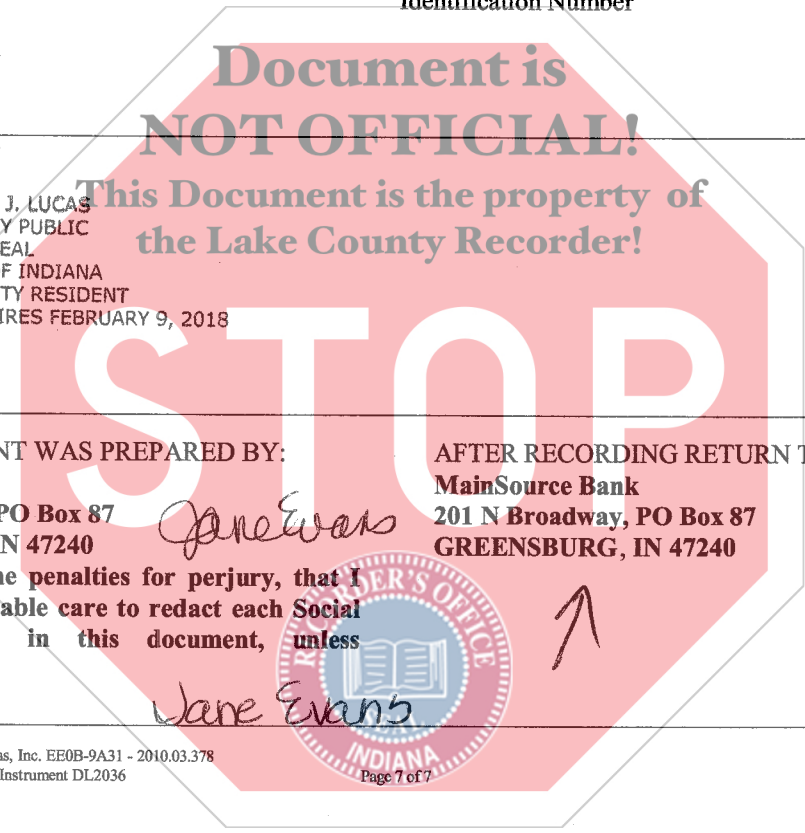 Identification Number
Document is
NOT OFFICIAL!
This Document is the property of
the Lake County Recorder!
J. LUCAS
Y PUBLIC
EAL
F INDIANA
TY RESIDENT
IRES FEBRUARY 9, 2018
STOP
NT WAS PREPARED BY:
PO Box 87
N 47240
Jane Evans
ne penalties for perjury, that I
able care to redact each Social
in this document, unless
Jane Evans
AFTER RECORDING RETURN T
MainSource Bank
201 N Broadway, PO Box 87
GREENSBURG, IN 47240
RECORDER'S OFFICE
SEAL
INDIANA
as, Inc. EE0B-9A31 - 2010.03.378
Instrument DL2036
Page 7 of 7